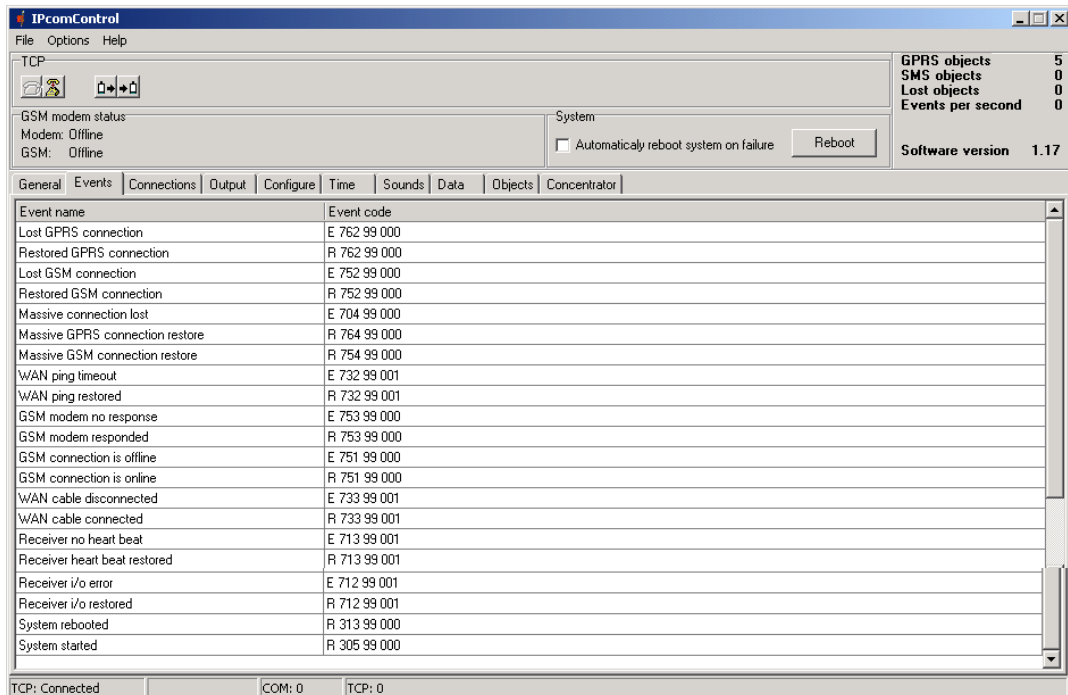 IPcomControl
File Options Help
TCP
GPRS objects 5
SMS objects 0
Lost objects 0
Events per second 0
Software version 1.17
GSM modem status
Modem: Offline
GSM: Offline
System
Automaticaly reboot system on failure
Reboot
General Events Connections Output Configure Time Sounds Data Objects Concentrator
Event name Event code
Lost GPRS connection E 762 99 000
Restored GPRS connection R 762 99 000
Lost GSM connection E 752 99 000
Restored GSM connection R 752 99 000
Massive connection lost E 704 99 000
Massive GPRS connection restore R 764 99 000
Massive GSM connection restore R 754 99 000
WAN ping timeout E 732 99 001
WAN ping restored R 732 99 001
GSM modem no response E 753 99 000
GSM modem responded R 753 99 000
GSM connection is offline E 751 99 000
GSM connection is online R 751 99 000
WAN cable disconnected E 733 99 001
WAN cable connected R 733 99 001
Receiver no heart beat E 713 99 001
Receiver heart beat restored R 713 99 001
Receiver i/o error E 712 99 001
Receiver i/o restored R 712 99 001
System rebooted R 313 99 000
System started R 305 99 000
TCP: Connected COM: 0 TCP: 0